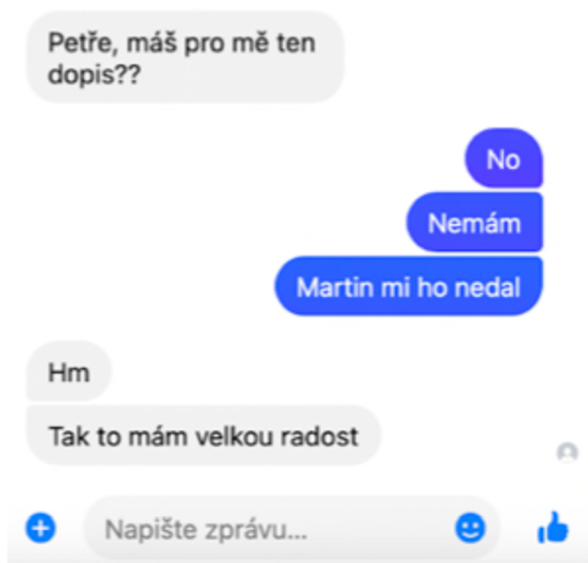 Petře, máš pro mě ten
dopis??
No
Nemám
Martin mi ho nedal
Hm
Tak to mám velkou radost
Napište zprávu...